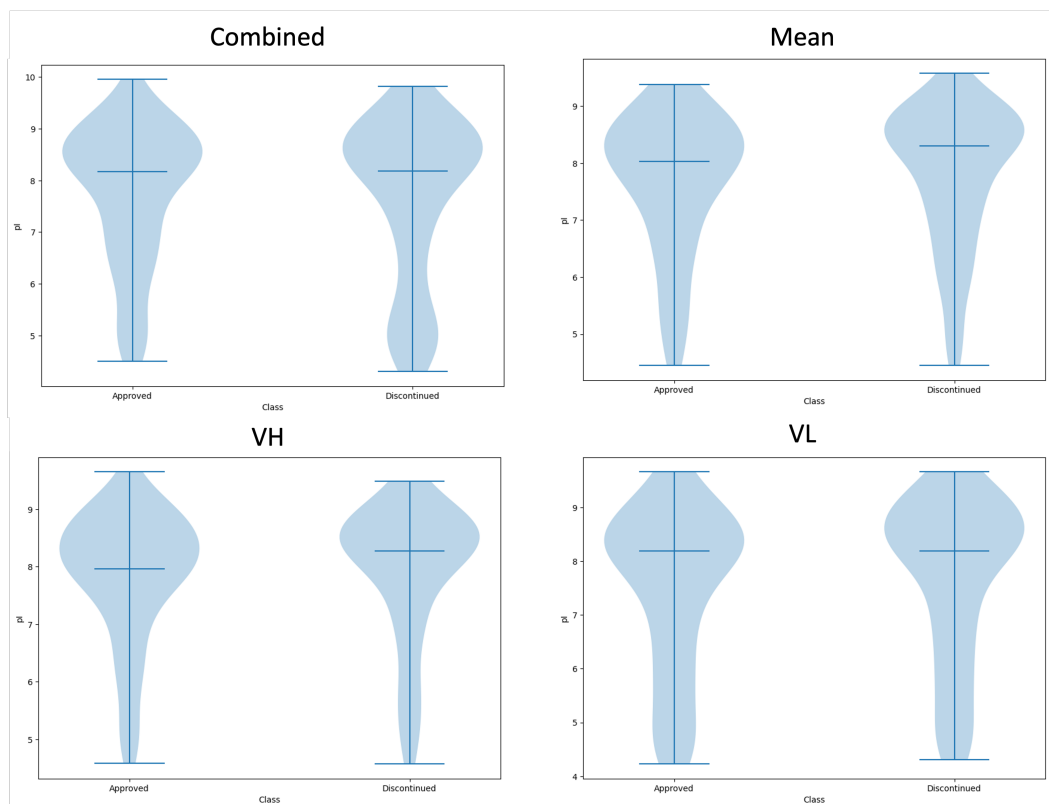 Combined
10
9
8
7
6
5
pI
Approved
Discontinued
Class
Mean
9
8
7
6
5
pI
Approved
Discontinued
Class
VH
9
8
7
6
5
pI
Approved
Discontinued
Class
VL
9
8
7
6
5
4
pI
Approved
Discontinued
Class